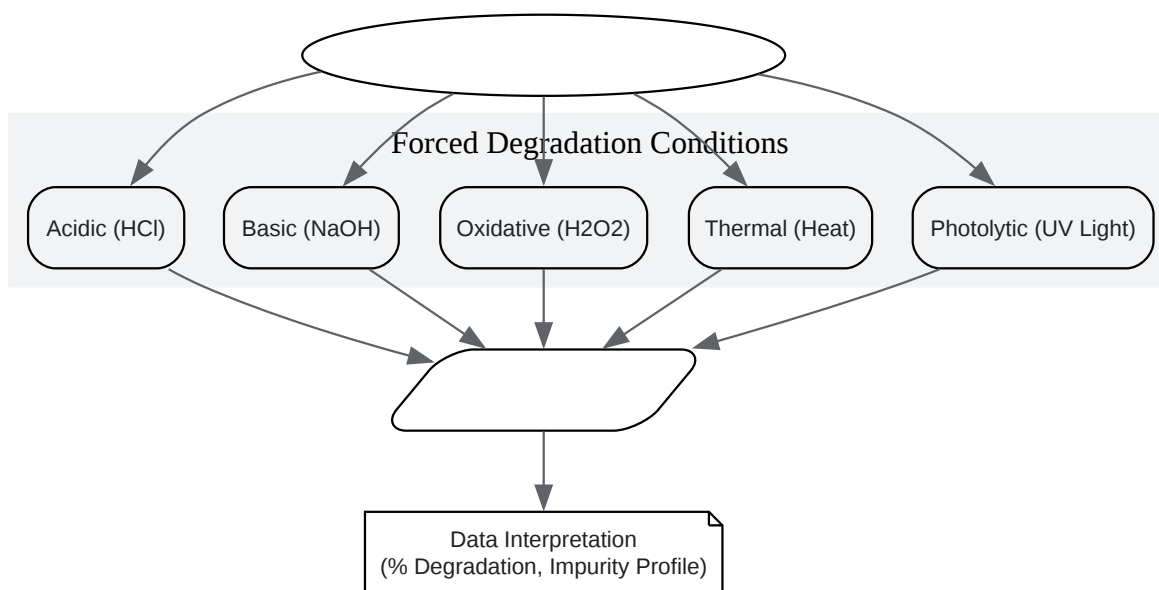 Forced Degradation Conditions
Acidic (HCl)
Basic (NaOH)
Oxidative (H2O2)
Thermal (Heat)
Photolytic (UV Light)
Data Interpretation
(% Degradation, Impurity Profile)